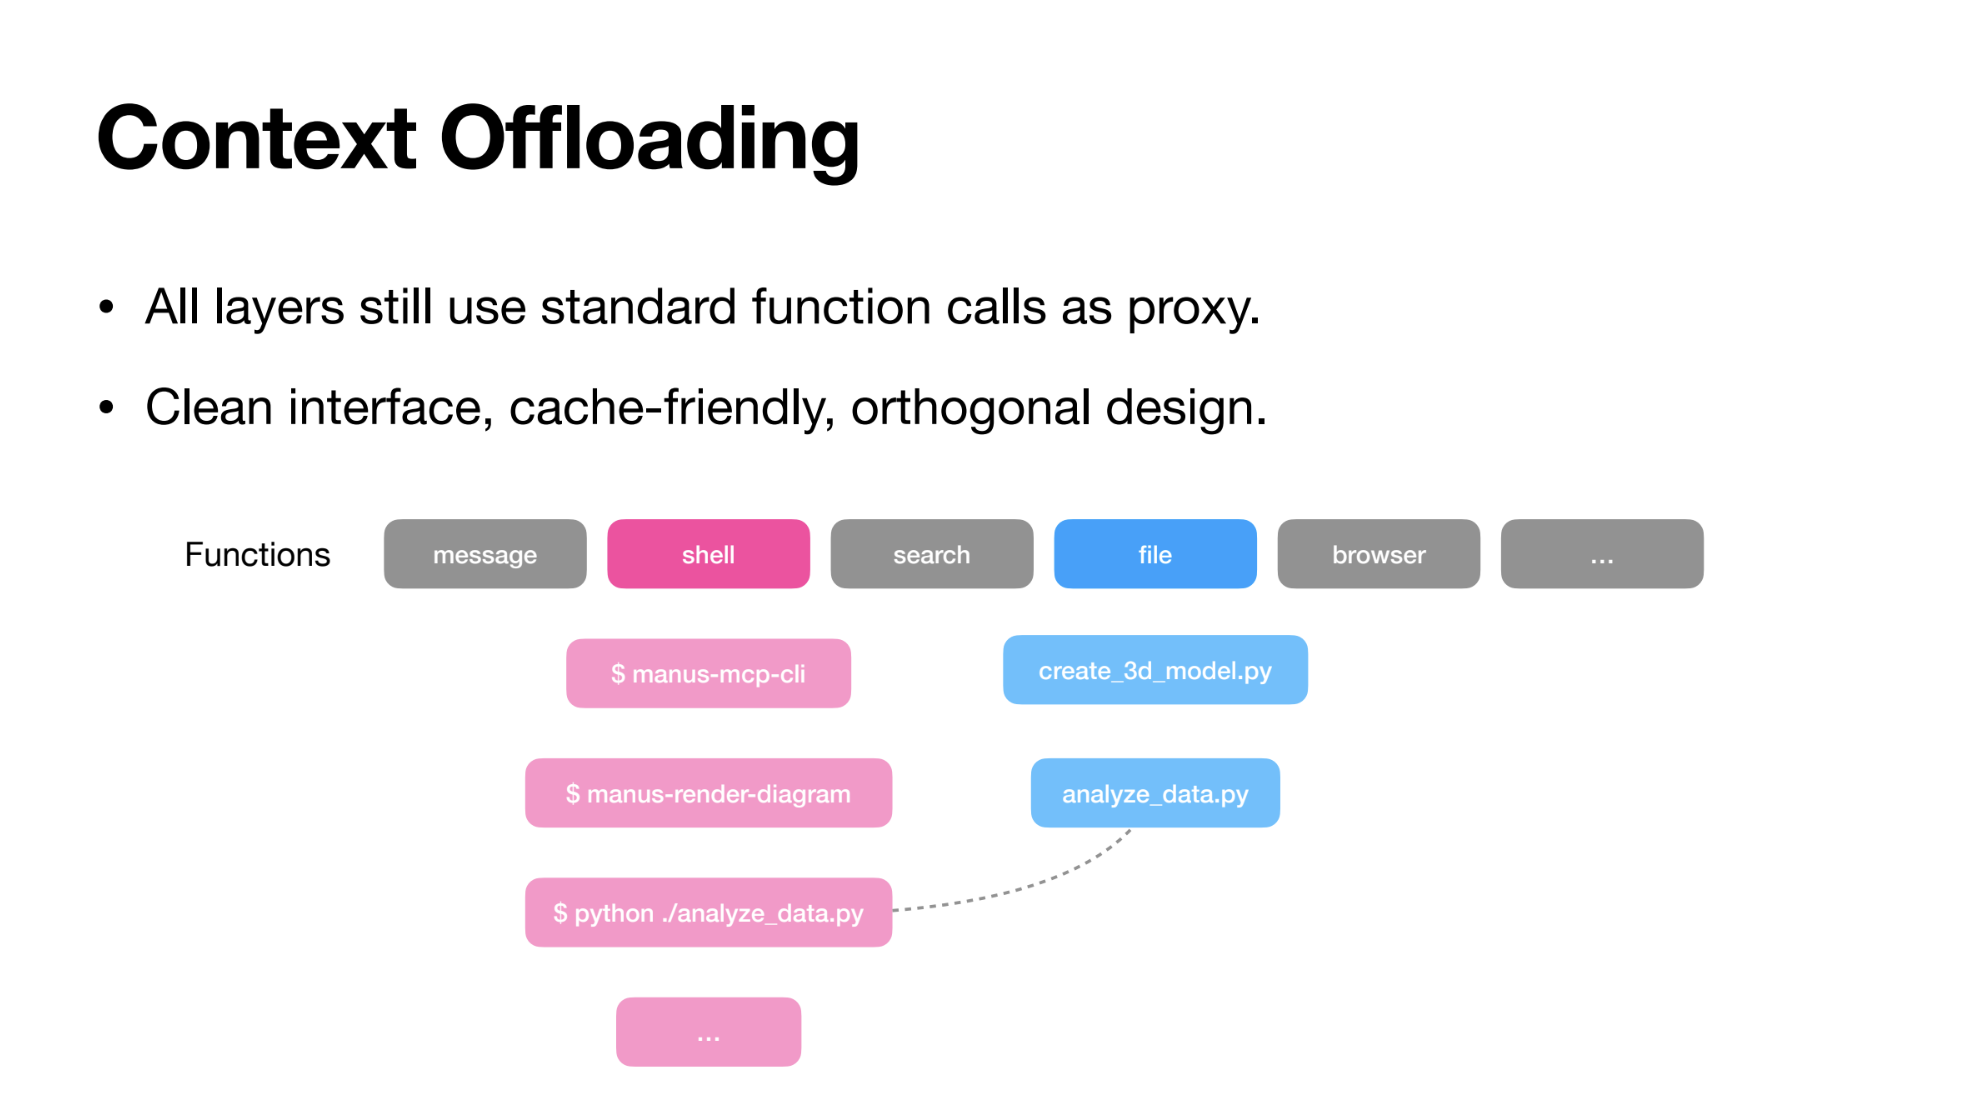 Context Offloading
• All layers still use standard function calls as proxy.
• Clean interface, cache-friendly, orthogonal design.
Functions message shell search file browser ...
$ manus-mcp-cli create_3d_model.py
$ manus-render-diagram analyze_data.py
$ python ./analyze_data.py
...